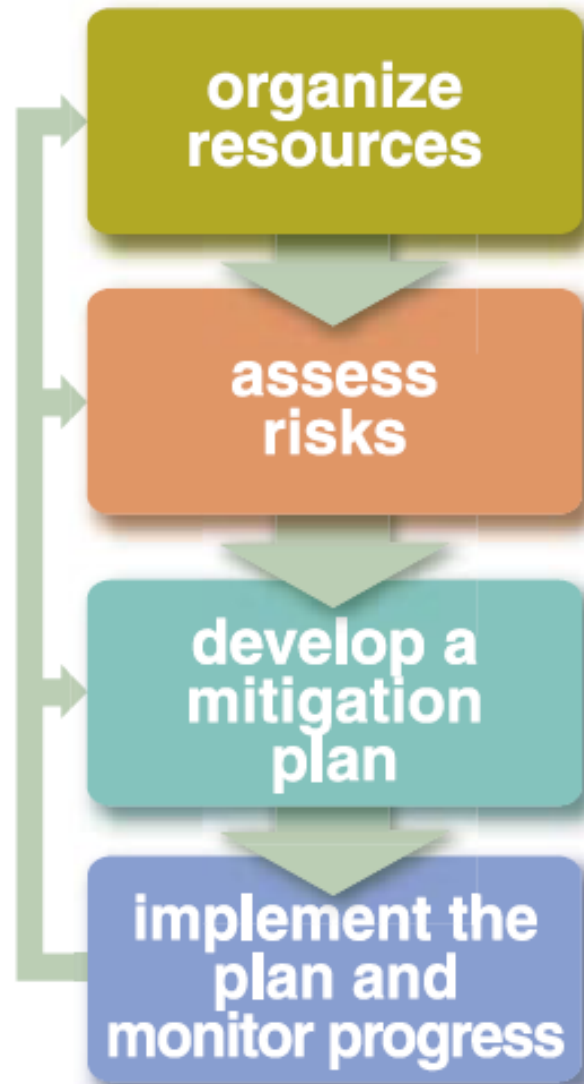 organize
resources
assess
risks
develop a
mitigation
plan
implement the
plan and
monitor progress